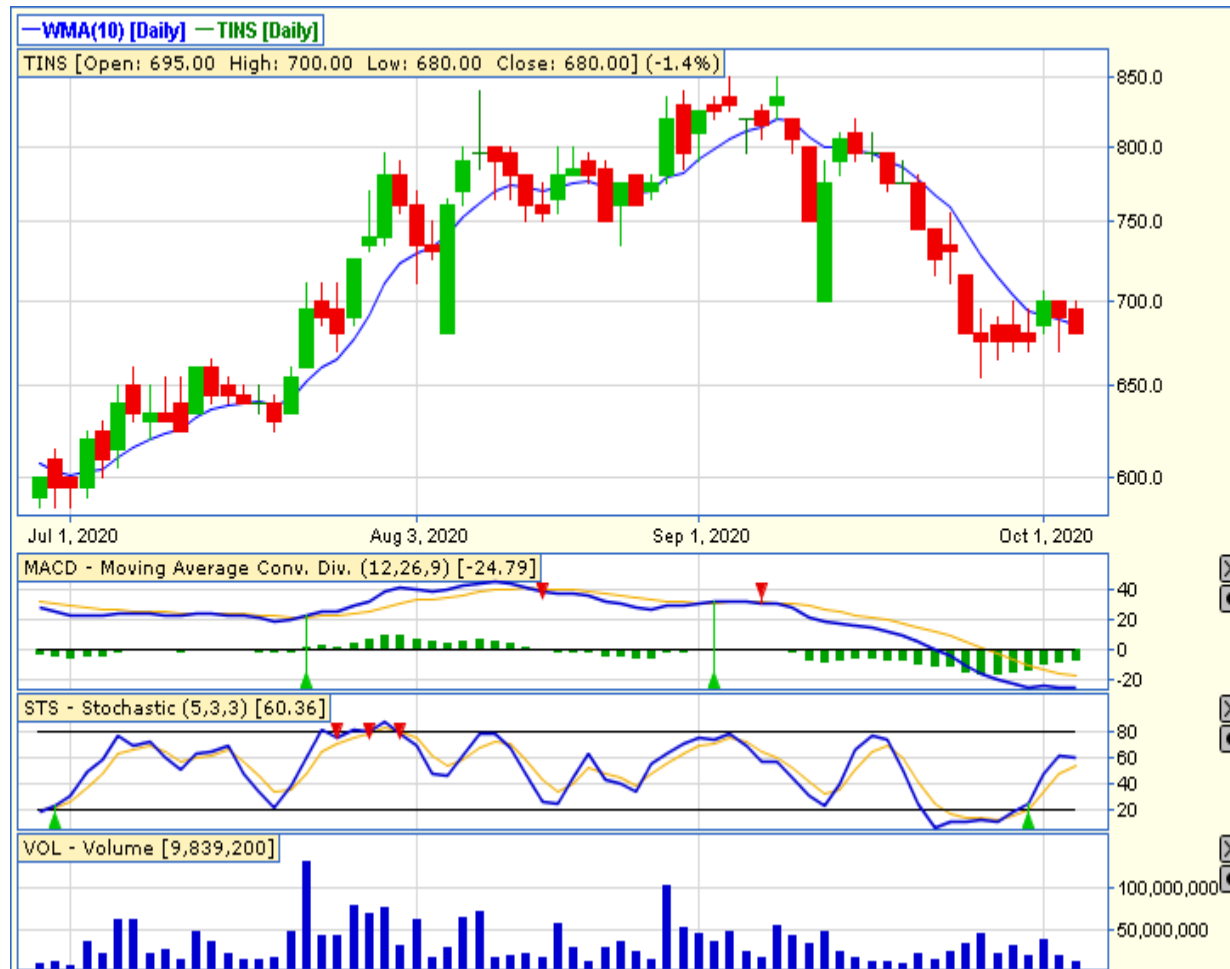 WMA(10) [Daily] TINS [Daily]
TINS [Open: 695.00 High: 700.00 Low: 680.00 Close: 680.00] (-1.4%)
850.0
800.0
750.0
700.0
650.0
600.0
Jul 1, 2020 Aug 3, 2020 Sep 1, 2020 Oct 1, 2020
MACD - Moving Average Conv. Div. (12,26,9) [-24.79]
40
20
0
-20
STS - Stochastic (5,3,3) [60.36]
80
60
40
20
VOL - Volume [9,839,200]
100,000,000
50,000,000